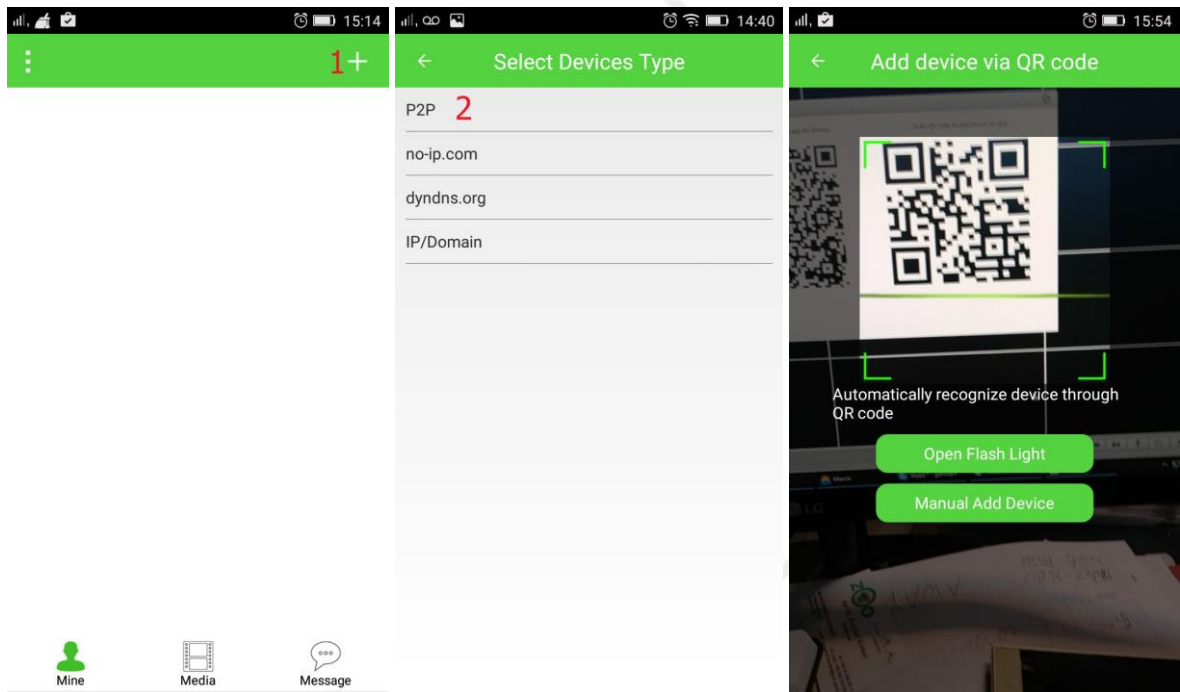 15:14
1+
Mine
Media
Message
14:40
Select Devices Type
P2P 2
no-ip.com
dyndns.org
IP/Domain
15:54
Add device via QR code
Automatically recognize device through
QR code
Open Flash Light
Manual Add Device
LG